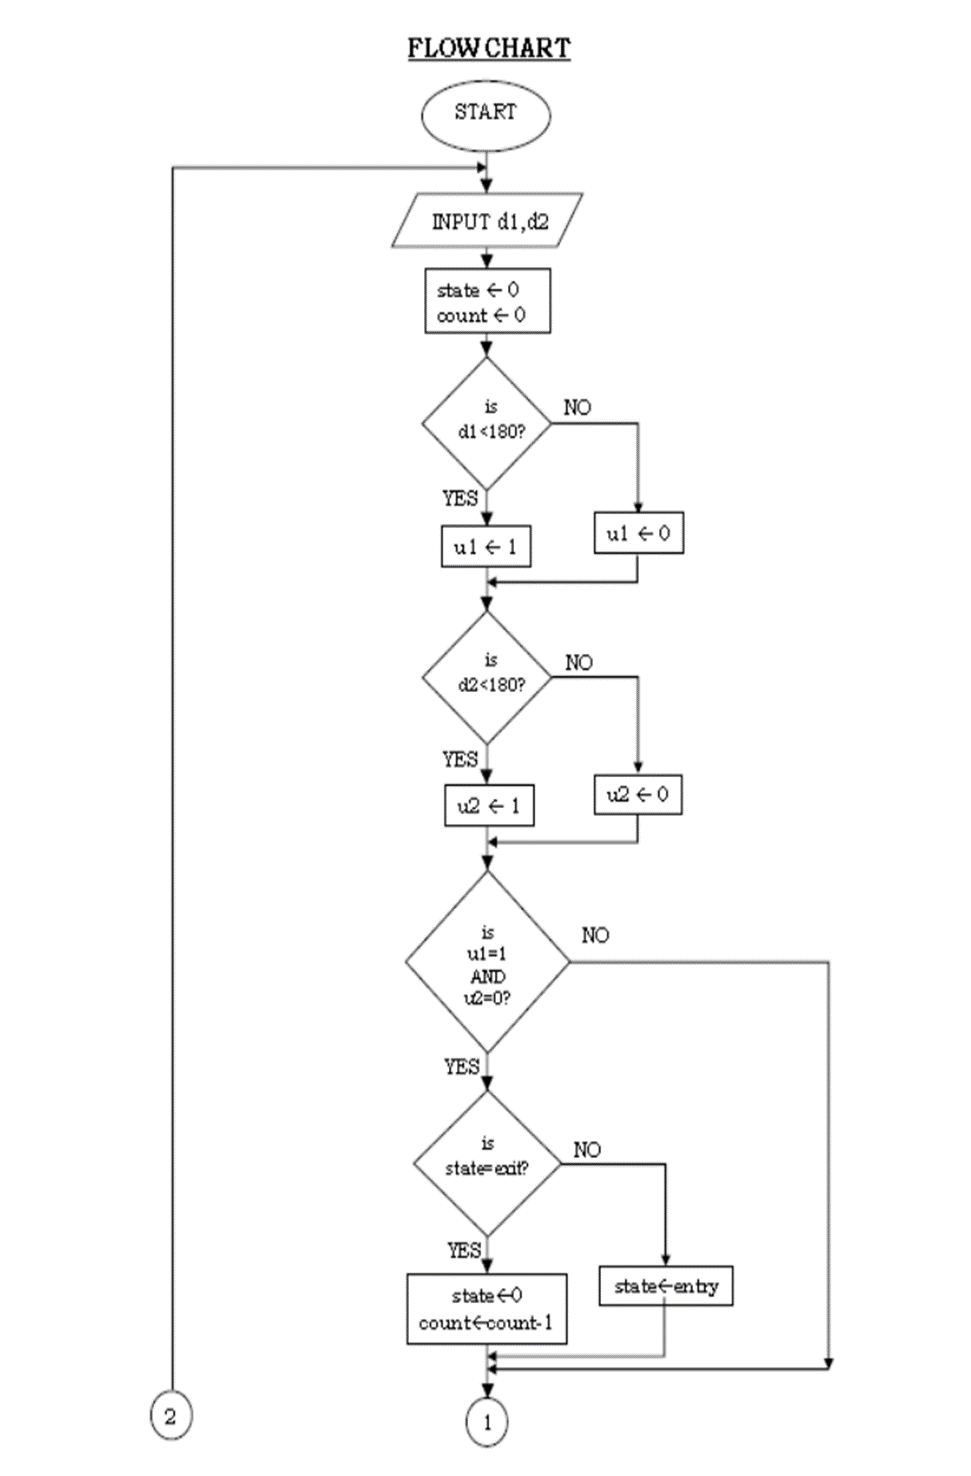 FLOW CHART
START
INPUT d1,d2
state ← 0
count ← 0
is
d1<180?
NO
YES
u1 ← 1
u1 ← 0
is
d2<180?
NO
YES
u2 ← 1
u2 ← 0
is
u1=1
AND
u2=0?
NO
YES
is
state=exit?
NO
YES
state←0
count←count-1
state←entry
2
1